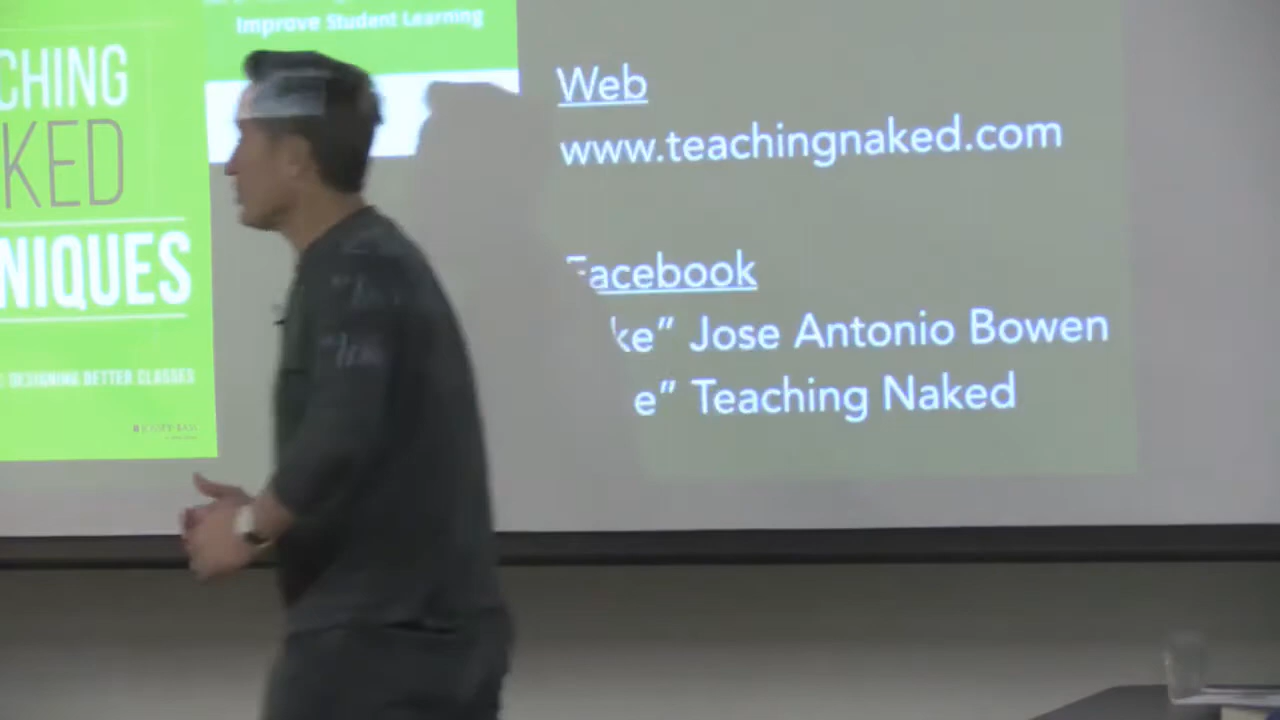 Improve Student Learning
CHING
KED
NIQUES
DESIGNING BETTER CLASSES
Web
www.teachingnaked.com
Facebook
ke” Jose Antonio Bowen
e” Teaching Naked